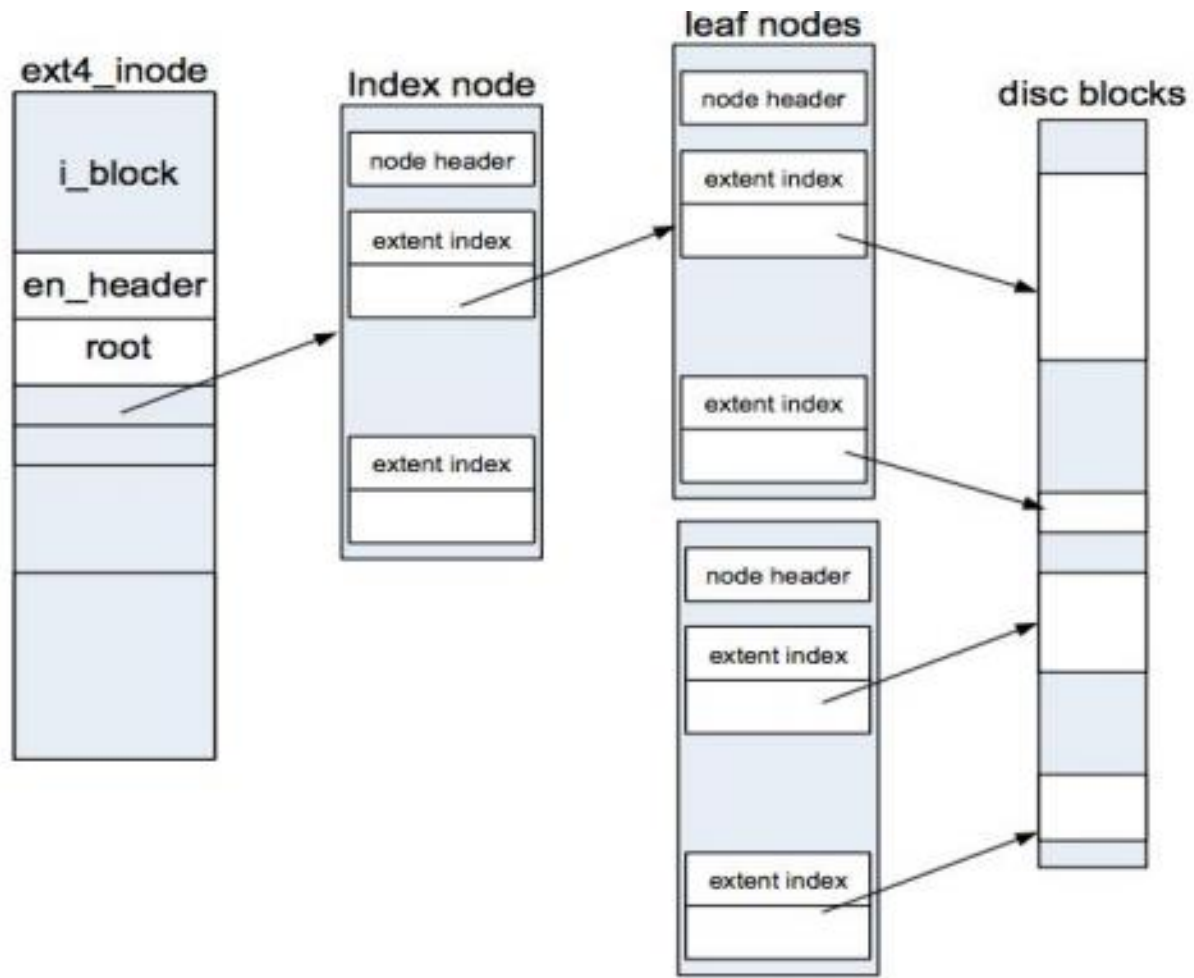 ext4_inode
i_block
en_header
root
Index node
node header
extent index
extent index
leaf nodes
node header
extent index
extent index
node header
extent index
extent index
disc blocks